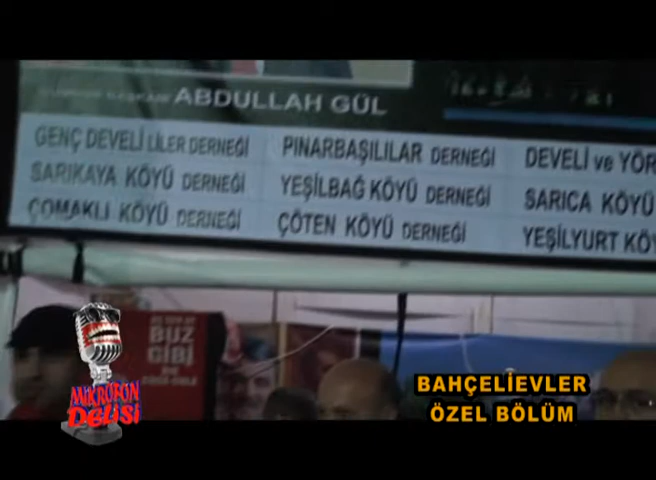 ABDULLAH GÜL
GENÇ DEVELİ LİLER DERNEĞİ PINARBAŞILILAR DERNEĞİ DEVELİ ve YÖR
SARIKAYA KÖYÜ DERNEĞİ YEŞİLBAĞ KÖYÜ DERNEĞİ SARICA KÖYÜ
ÇOMAKLI KÖYÜ DERNEĞİ ÇÖTEN KÖYÜ DERNEĞİ YEŞİLYURT KÖY
BUZ
GİBİ
MİKROFON
DELİSİ
BAHÇELİEVLER
ÖZEL BÖLÜM